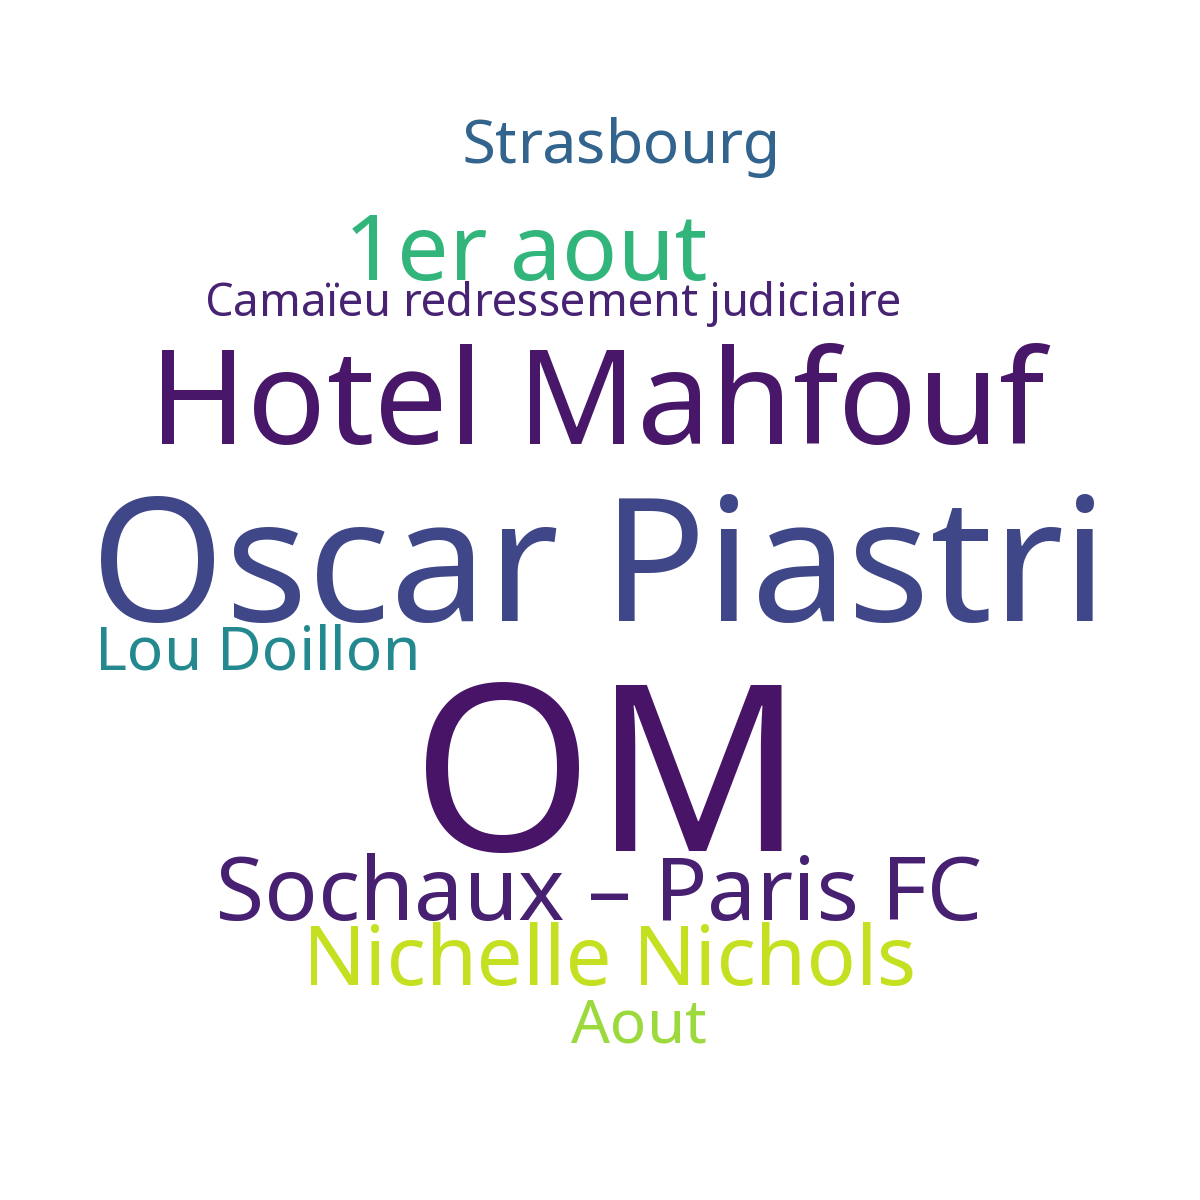 Strasbourg
1er aout
Camaïeu redressement judiciaire
Hotel Mahfouf
Oscar Piastri
Lou Doillon
OM
Sochaux – Paris FC
Nichelle Nichols
Aout